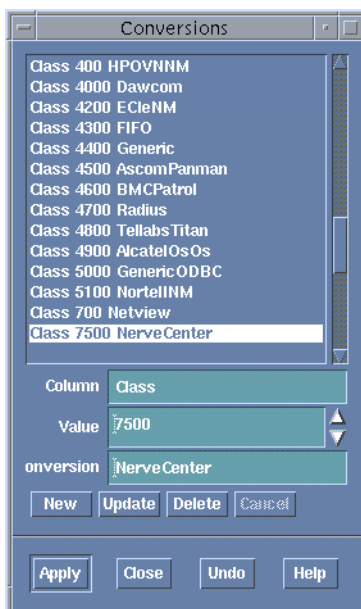 Conversions
Class 400 HPOVNNM
Class 4000 Dawcom
Class 4200 ECIeNM
Class 4300 FIFO
Class 4400 Generic
Class 4500 AscomPanman
Class 4600 BMCPatrol
Class 4700 Radius
Class 4800 TellabsTitan
Class 4900 AlcatelOsOs
Class 5000 GenericODBC
Class 5100 NortelINM
Class 700 Netview
Class 7500 NerveCenter
Column Class
Value 7500
onversion NerveCenter
New Update Delete Cancel
Apply Close Undo Help